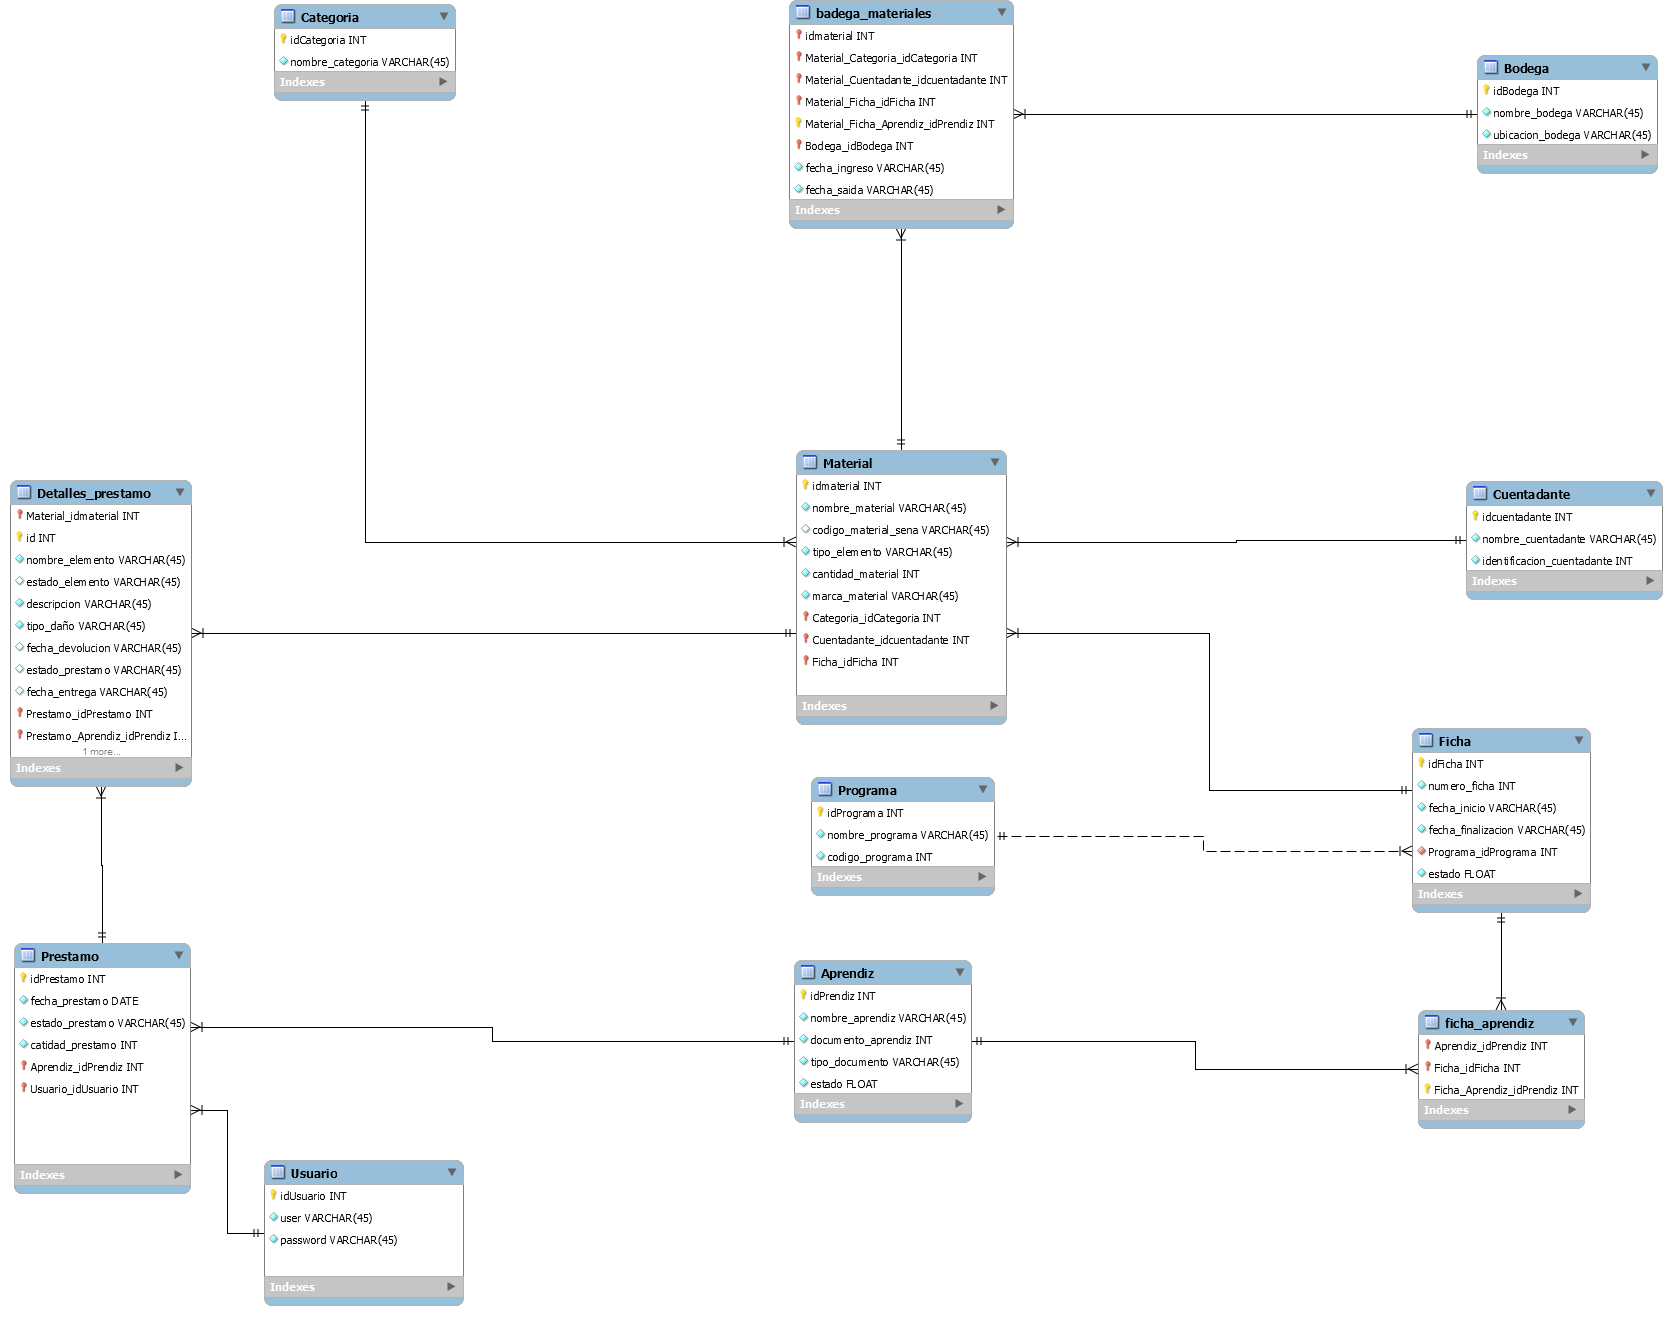 Categoria
idCategoria INT
nombre_categoria VARCHAR(45)
Indexes
badega_materiales
idmaterial INT
Material_Categoria_idCategoria INT
Material_Cuentadante_idcuentadante INT
Material_Ficha_idFicha INT
Material_Ficha_Aprendiz_idPrendiz INT
Bodega_idBodega INT
fecha_ingreso VARCHAR(45)
fecha_saida VARCHAR(45)
Indexes
Bodega
idBodega INT
nombre_bodega VARCHAR(45)
ubicacion_bodega VARCHAR(45)
Indexes
Detalles_prestamo
Material_idmaterial INT
id INT
nombre_elemento VARCHAR(45)
estado_elemento VARCHAR(45)
descripcion VARCHAR(45)
tipo_daño VARCHAR(45)
fecha_devolucion VARCHAR(45)
estado_prestamo VARCHAR(45)
fecha_entrega VARCHAR(45)
Prestamo_idPrestamo INT
Prestamo_Aprendiz_idPrendiz I...
1 more...
Indexes
Material
idmaterial INT
nombre_material VARCHAR(45)
codigo_material_sena VARCHAR(45)
tipo_elemento VARCHAR(45)
cantidad_material INT
marca_material VARCHAR(45)
Categoria_idCategoria INT
Cuentadante_idcuentadante INT
Ficha_idFicha INT
Indexes
Cuentadante
idcuentadante INT
nombre_cuentadante VARCHAR(45)
identificacion_cuentadante INT
Indexes
Programa
idPrograma INT
nombre_programa VARCHAR(45)
codigo_programa INT
Indexes
Ficha
idFicha INT
numero_ficha INT
fecha_inicio VARCHAR(45)
fecha_finalizacion VARCHAR(45)
Programa_idPrograma INT
estado FLOAT
Indexes
Prestamo
idPrestamo INT
fecha_prestamo DATE
estado_prestamo VARCHAR(45)
catidad_prestamo INT
Aprendiz_idPrendiz INT
Usuario_idUsuario INT
Indexes
Aprendiz
idPrendiz INT
nombre_aprendiz VARCHAR(45)
documento_aprendiz INT
tipo_documento VARCHAR(45)
estado FLOAT
Indexes
ficha_aprendiz
Aprendiz_idPrendiz INT
Ficha_idFicha INT
Ficha_Aprendiz_idPrendiz INT
Indexes
Usuario
idUsuario INT
user VARCHAR(45)
password VARCHAR(45)
Indexes